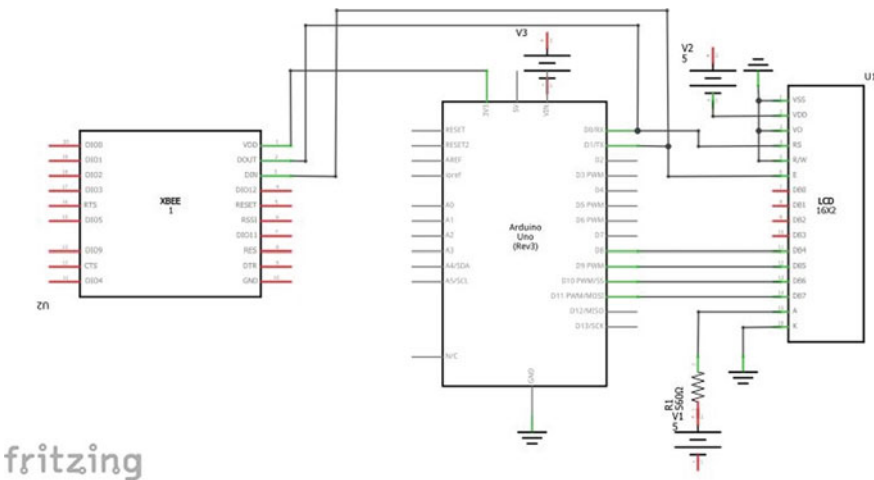 V3
V2
5
U1
XBEE
1
DIO0
DIO1
DIO2
DIO3
RTS
DIO5
DIO9
CTS
DIO4
VDD
DOUT
DIN
DIO12
RESET
RSSI
DIO11
RES
DTR
GND
U2
3V3
5V
VIN
RESET
RESET2
AREF
ioref
A0
A1
A2
A3
A4/SDA
A5/SCL
N/C
Arduino
Uno
(Rev3)
D0/RX
D1/TX
D2
D3 PWM
D4
D5 PWM
D6 PWM
D7
D8
D9 PWM
D10 PWM/SS
D11 PWM/MOSI
D12/MISO
D13/SCK
GND
VSS
VDD
VO
RS
R/W
E
DB0
DB1
DB2
DB3
DB4
DB5
DB6
DB7
A
K
LCD
16X2
R1
560Ω
V1
5
fritzing